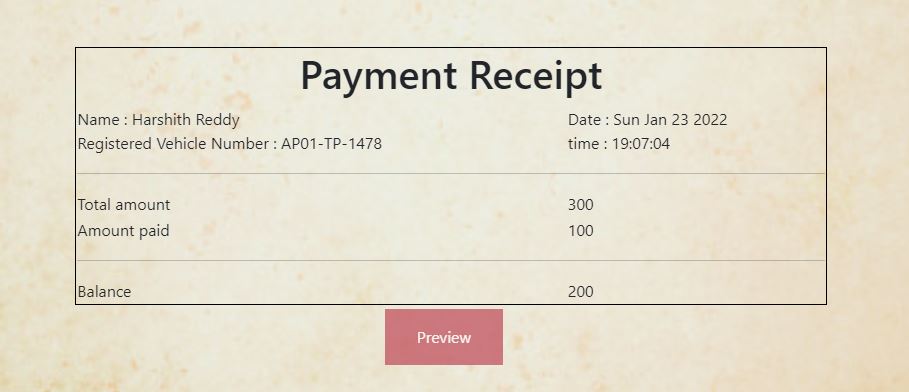 Payment Receipt
Name : Harshith Reddy Date : Sun Jan 23 2022
Registered Vehicle Number : AP01-TP-1478 time : 19:07:04
Total amount 300
Amount paid 100
Balance 200
Preview